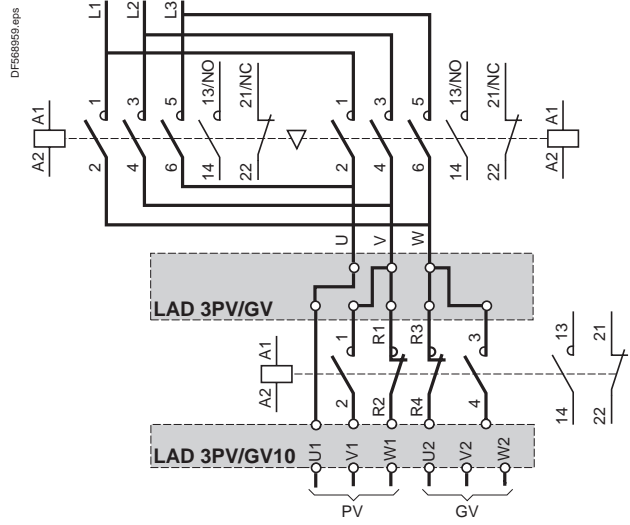 DF568959.eps
L1 L2 L3
A1 1 3 5 13/NO 21/NC 1 3 5 13/NO 21/NC A1
A2 2 4 6 14 22 2 4 6 14 22 A2
U V W
LAD 3PV/GV
A1 1 R1 R3 3 13 21
A2 2 R2 R4 4 14 22
LAD 3PV/GV10 U1 V1 W1 U2 V2 W2
PV GV